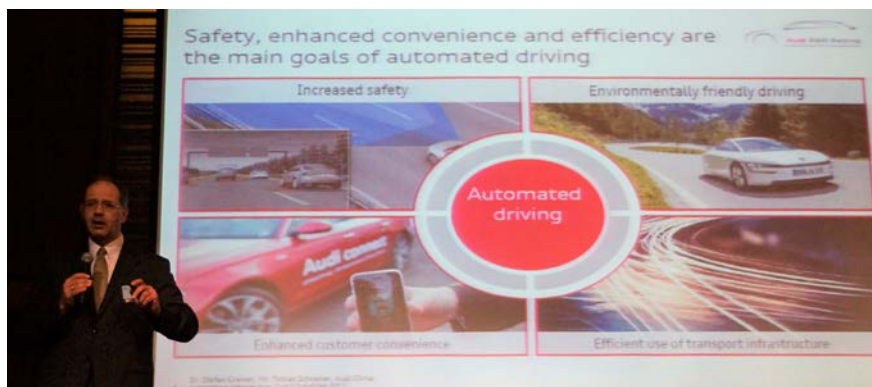 Safety, enhanced convenience and efficiency are
the main goals of automated driving
Increased safety
Environmentally friendly driving
Automated
driving
Audi connect
Enhanced customer convenience
Efficient use of transport infrastructure